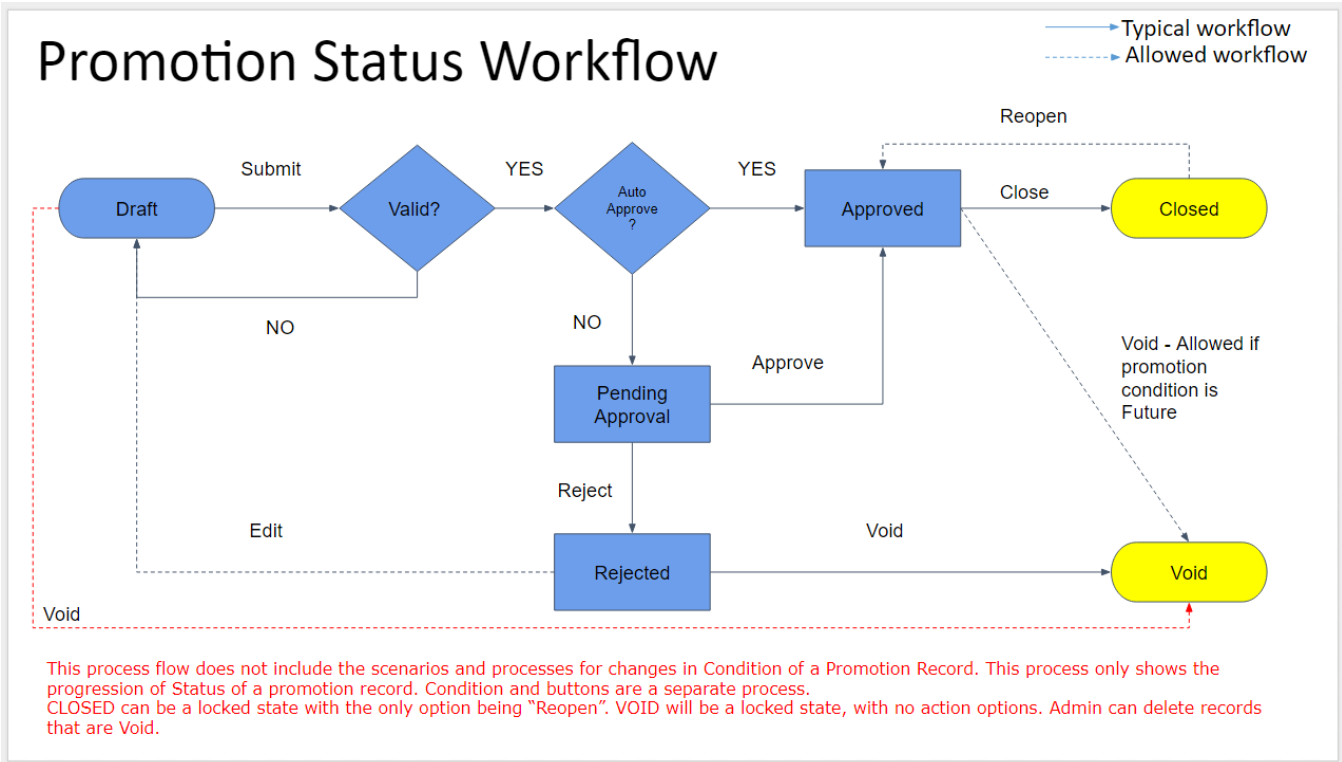 Promotion Status Workflow
Typical workflow
Allowed workflow
Reopen
Submit
YES
YES
Draft
Valid?
Auto
Approve
?
Approved
Close
Closed
NO
NO
Void - Allowed if
promotion
condition is
Future
Approve
Pending
Approval
Reject
Edit
Void
Rejected
Void
Void
This process flow does not include the scenarios and processes for changes in Condition of a Promotion Record. This process only shows the
progression of Status of a promotion record. Condition and buttons are a separate process.
CLOSED can be a locked state with the only option being “Reopen”. VOID will be a locked state, with no action options. Admin can delete records
that are Void.